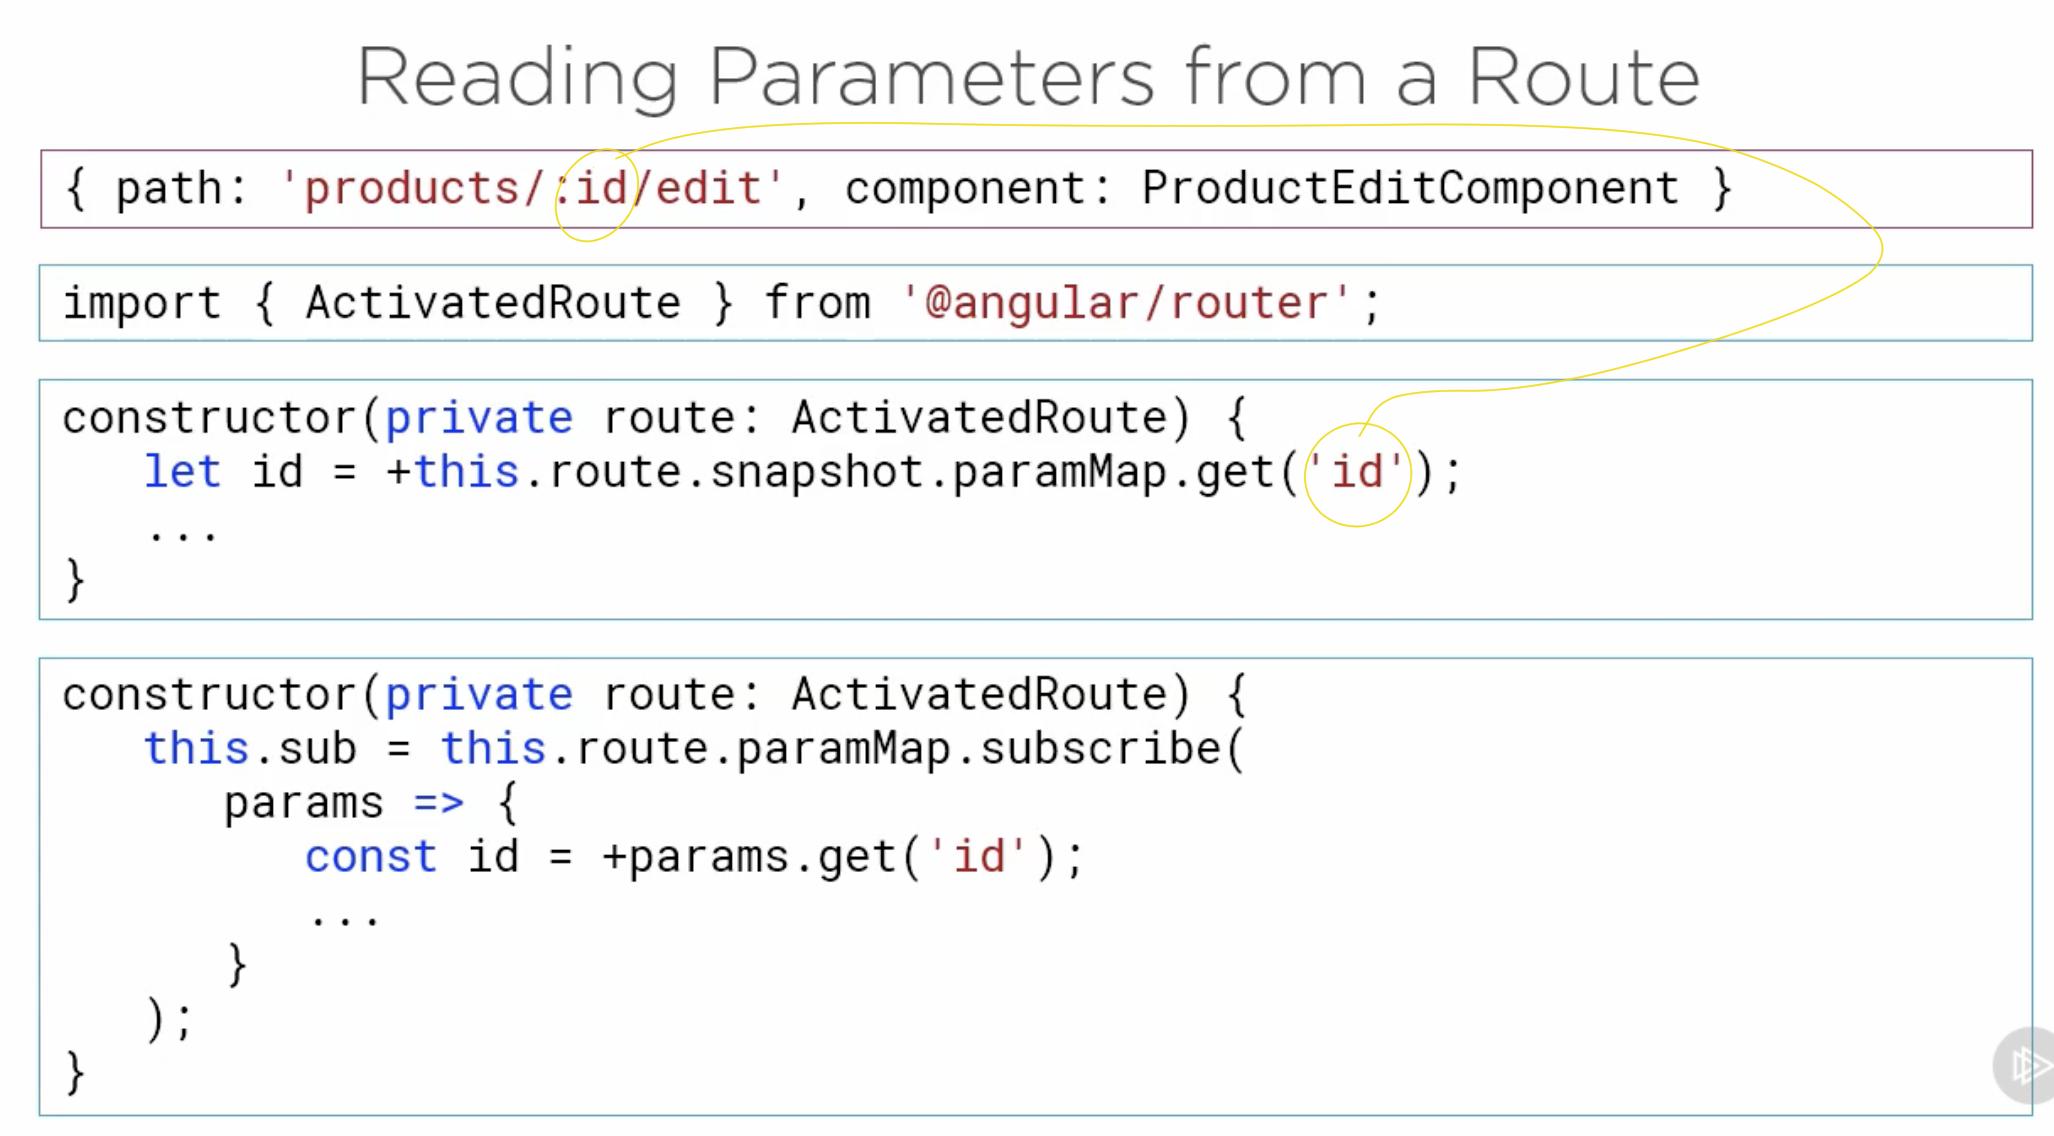 Reading Parameters from a Route
{ path: 'products/:id/edit', component: ProductEditComponent }
import { ActivatedRoute } from '@angular/router';
constructor(private route: ActivatedRoute) {
let id = +this.route.snapshot.paramMap.get('id');
...
}
constructor(private route: ActivatedRoute) {
this.sub = this.route.paramMap.subscribe(
params => {
const id = +params.get('id');
...
}
);
}